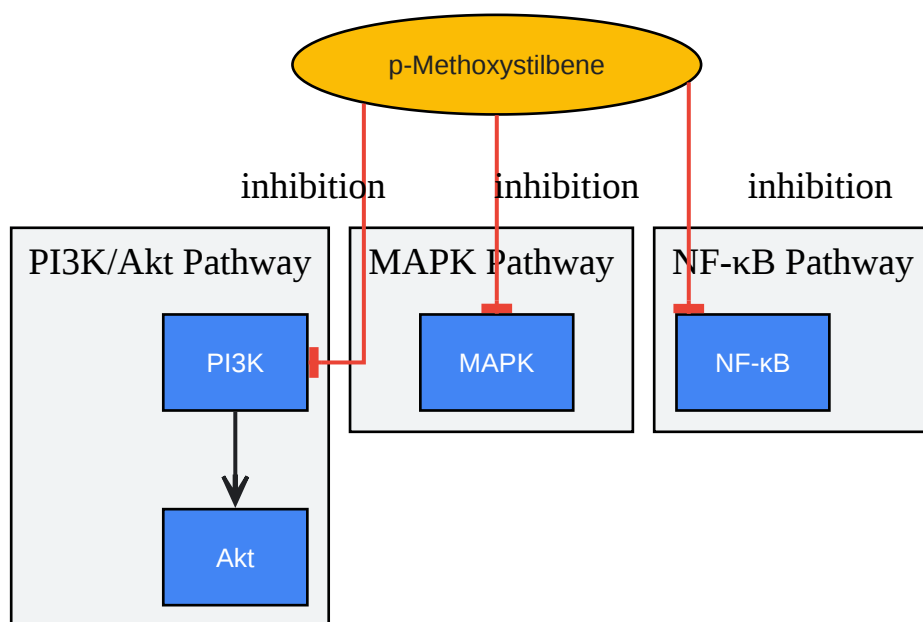 p-Methoxystilbene
inhibition
inhibition
inhibition
PI3K/Akt Pathway
MAPK Pathway
NF-κB Pathway
PI3K
MAPK
NF-κB
Akt